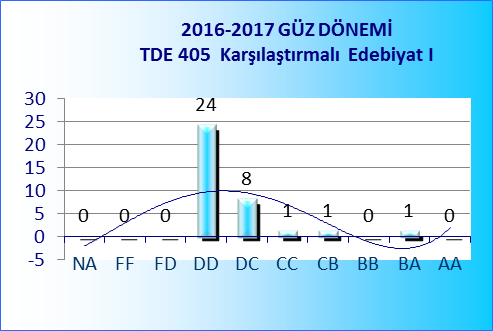 2016-2017 GÜZ DÖNEMİ
TDE 405 Karşılaştırmalı Edebiyat I
30
25
20
15
10
5
0
-5
0 0 0 24 8 1 1 0 1 0
NA FF FD DD DC CC CB BB BA AA